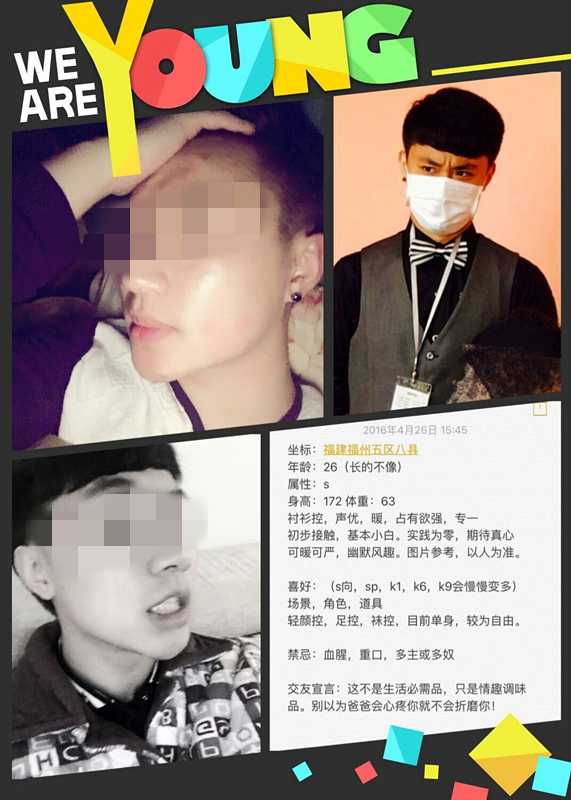 WE
ARE
YOUNG
2016年4月26日 15:45
坐标：福建福州五区八县
年龄：26（长的不像）
属性：s
身高：172 体重：63
衬衫控，声优，暖，占有欲强，专一
初步接触，基本小白。实践为零，期待真心
可暖可严，幽默风趣。图片参考，以人为准。
喜好：（s向，sp，k1，k6，k9会慢慢变多）
场景，角色，道具
轻颜控，足控，袜控，目前单身，较为自由。
禁忌：血腥，重口，多主或多奴
交友宣言：这不是生活必需品，只是情趣调味
品。别以为爸爸会心疼你就不会折磨你！